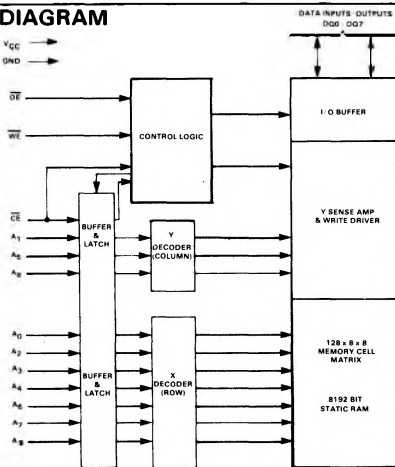 DIAGRAM
DATA INPUTS OUTPUTS
DQ0 - DQ7
VCC
GND
OE
WE
CONTROL LOGIC
I/O BUFFER
CE
A1
A5
A8
BUFFER
&
LATCH
Y
DECODER
(COLUMN)
Y SENSE AMP
& WRITE DRIVER
A0
A2
A3
A4
A6
A7
A9
BUFFER
&
LATCH
X
DECODER
(ROW)
128 x 8 x 8
MEMORY CELL
MATRIX
8192 BIT
STATIC RAM